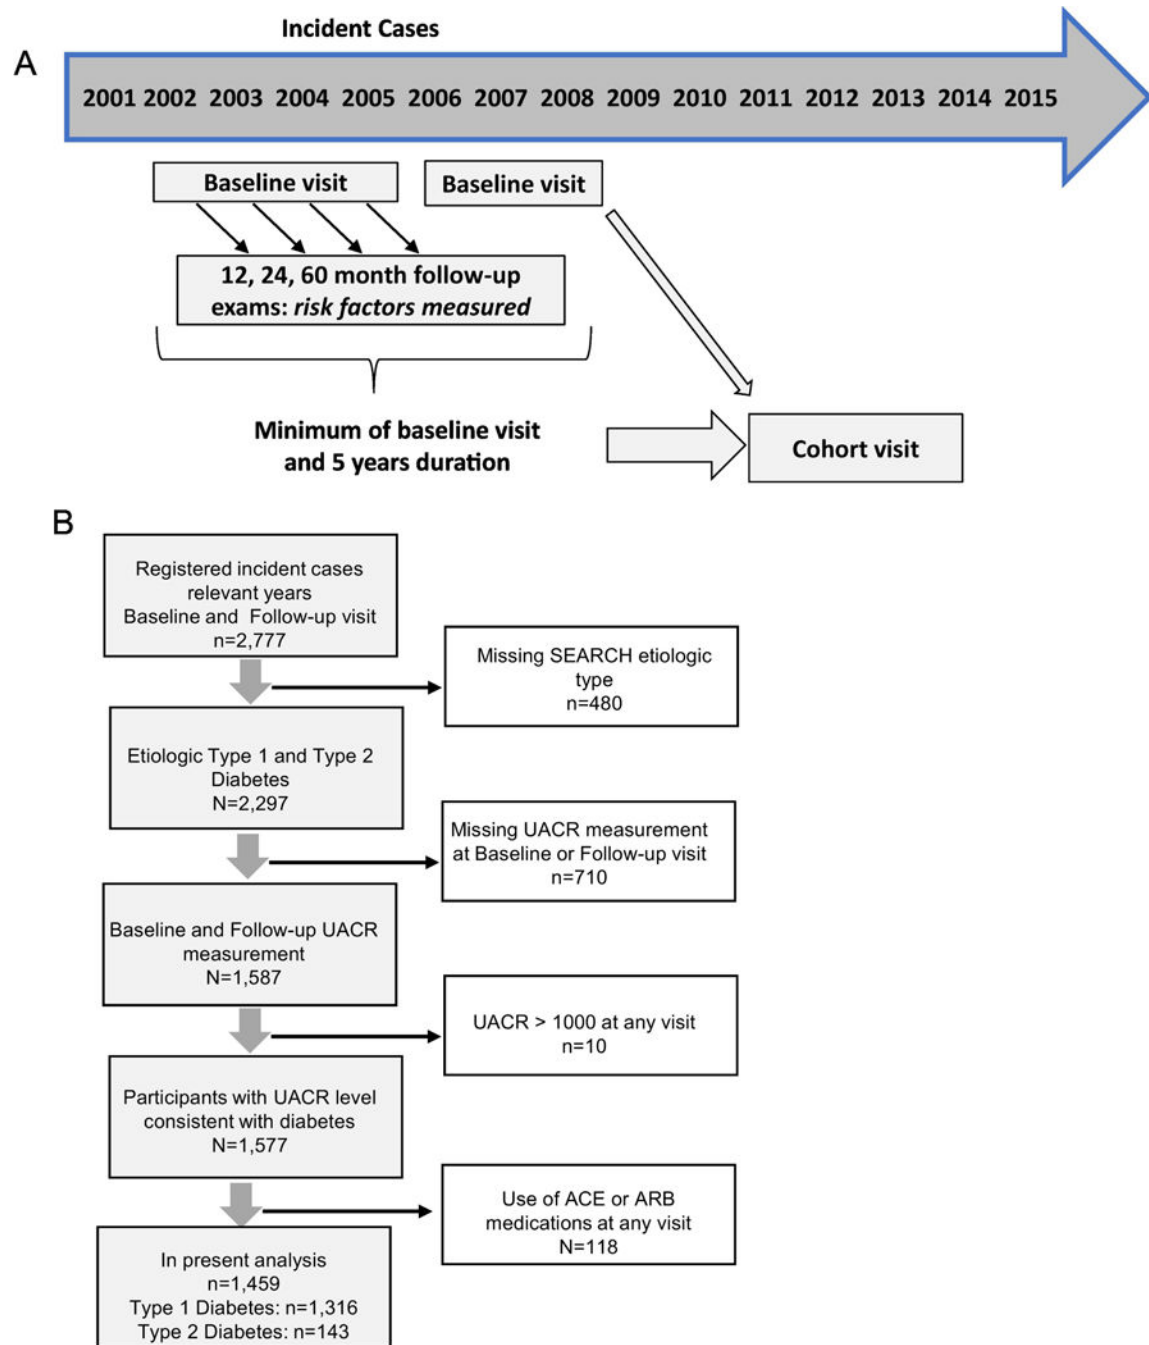 Incident Cases
A
2001 2002 2003 2004 2005 2006 2007 2008 2009 2010 2011 2012 2013 2014 2015
Baseline visit
Baseline visit
12, 24, 60 month follow-up
exams: risk factors measured
Minimum of baseline visit
and 5 years duration
Cohort visit
B
Registered incident cases
relevant years
Baseline and Follow-up visit
n=2,777
Missing SEARCH etiologic
type
n=480
Etiologic Type 1 and Type 2
Diabetes
N=2,297
Missing UACR measurement
at Baseline or Follow-up visit
n=710
Baseline and Follow-up UACR
measurement
N=1,587
UACR > 1000 at any visit
n=10
Participants with UACR level
consistent with diabetes
N=1,577
Use of ACE or ARB
medications at any visit
N=118
In present analysis
n=1,459
Type 1 Diabetes: n=1,316
Type 2 Diabetes: n=143